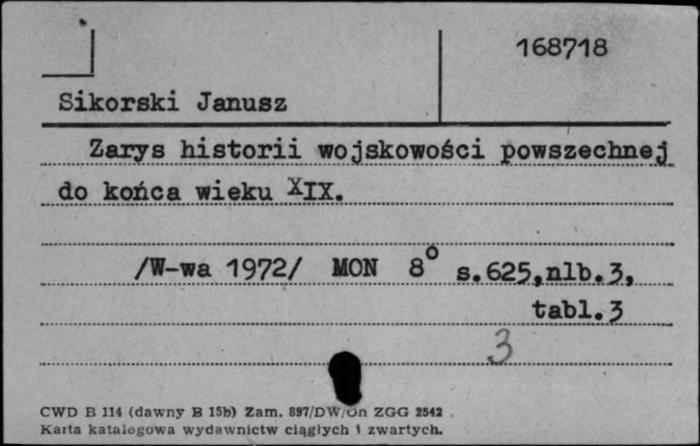 168718
Sikorski Janusz
Zarys historii wojskowości powszechnej
do końca wieku XIX.
/W-wa 1972/ MON 8° s.625,nlb.3,
tabl.3
3
CWD B 114 (dawny B 15b) Zam. 897/DW/On ZGG 2542
Karta katalogowa wydawnictw ciągłych i zwartych.